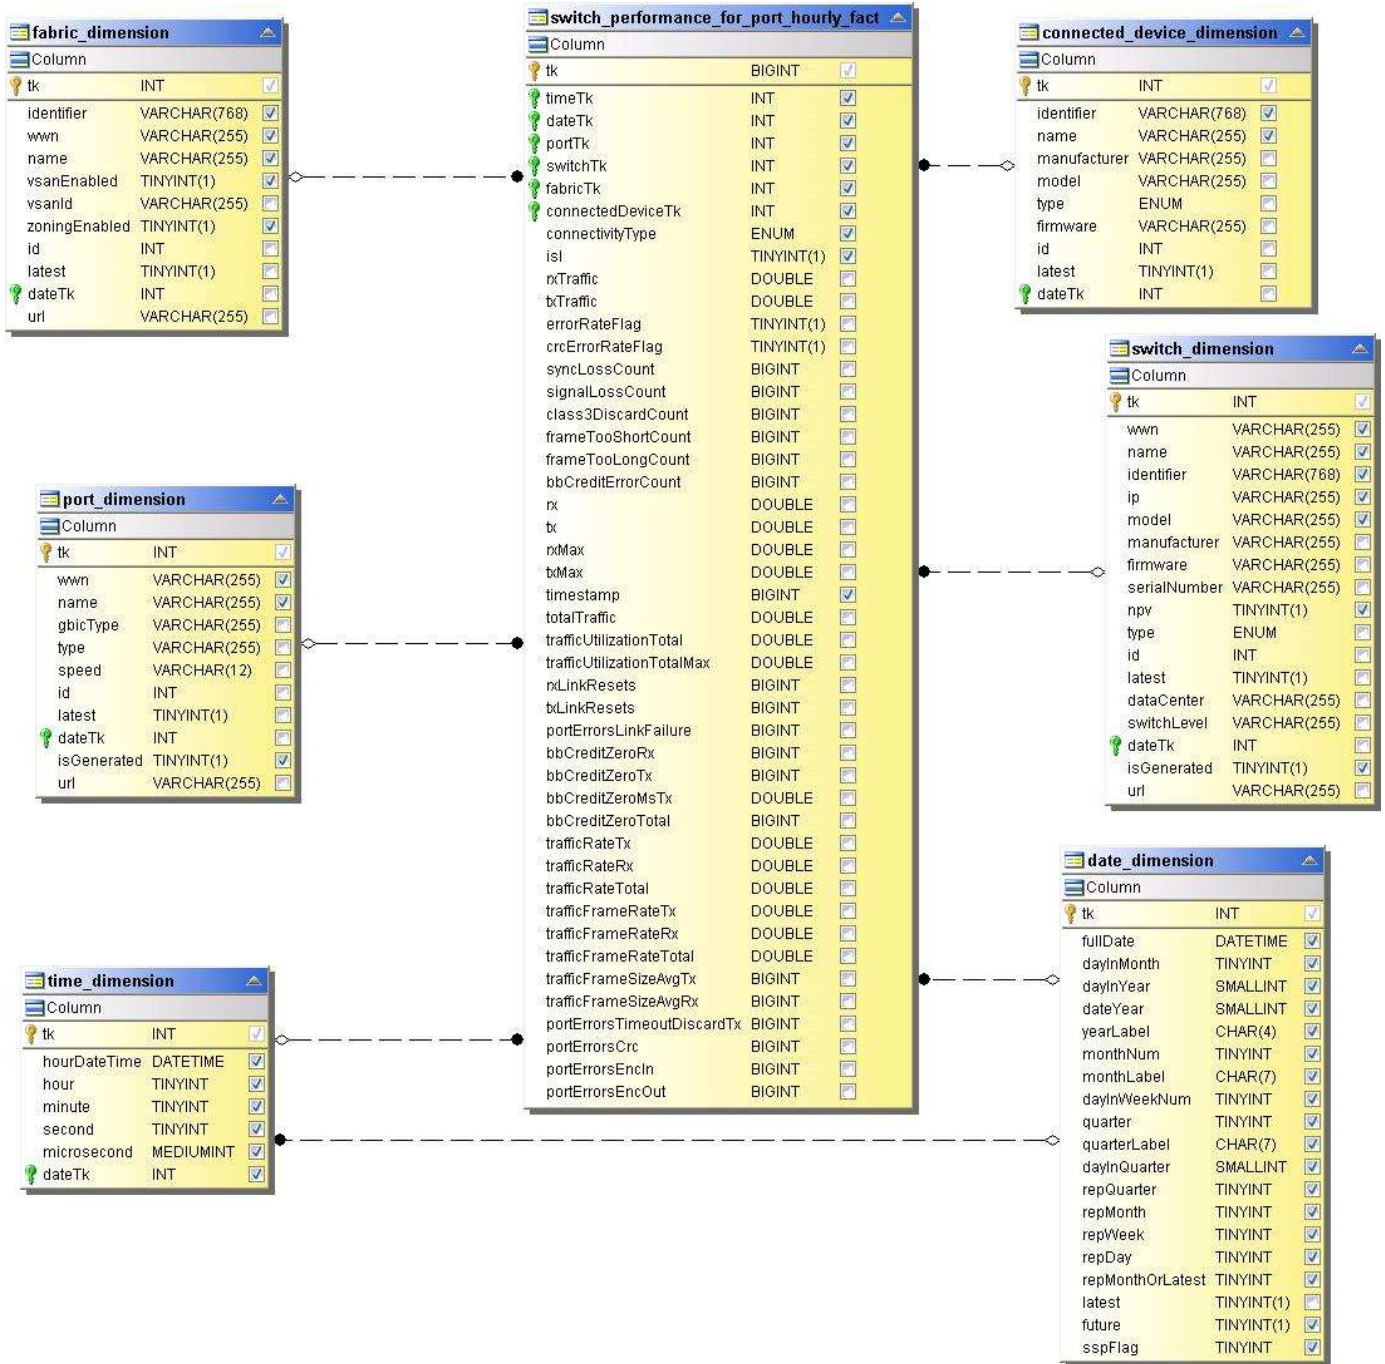 fabric_dimension
Column
tk INT
identifier VARCHAR(768)
wwn VARCHAR(255)
name VARCHAR(255)
vsanEnabled TINYINT(1)
vsanId VARCHAR(255)
zoningEnabled TINYINT(1)
id INT
latest TINYINT(1)
dateTk INT
url VARCHAR(255)
port_dimension
Column
tk INT
wwn VARCHAR(255)
name VARCHAR(255)
gbicType VARCHAR(255)
type VARCHAR(255)
speed VARCHAR(12)
id INT
latest TINYINT(1)
dateTk INT
isGenerated TINYINT(1)
url VARCHAR(255)
time_dimension
Column
tk INT
hourDateTime DATETIME
hour TINYINT
minute TINYINT
second TINYINT
microsecond MEDIUMINT
dateTk INT
switch_performance_for_port_hourly_fact
Column
tk BIGINT
timeTk INT
dateTk INT
portTk INT
switchTk INT
fabricTk INT
connectedDeviceTk INT
connectivityType ENUM
isl TINYINT(1)
rxTraffic DOUBLE
txTraffic DOUBLE
errorRateFlag TINYINT(1)
crcErrorRateFlag TINYINT(1)
syncLossCount BIGINT
signalLossCount BIGINT
class3DiscardCount BIGINT
frameTooShortCount BIGINT
frameTooLongCount BIGINT
bbCreditErrorCount BIGINT
rx DOUBLE
tx DOUBLE
rxMax DOUBLE
txMax DOUBLE
timestamp BIGINT
totalTraffic DOUBLE
trafficUtilizationTotal DOUBLE
trafficUtilizationTotalMax DOUBLE
rxLinkResets BIGINT
txLinkResets BIGINT
portErrorsLinkFailure BIGINT
bbCreditZeroRx BIGINT
bbCreditZeroTx BIGINT
bbCreditZeroMsTx DOUBLE
bbCreditZeroTotal BIGINT
trafficRateTx DOUBLE
trafficRateRx DOUBLE
trafficRateTotal DOUBLE
trafficFrameRateTx DOUBLE
trafficFrameRateRx DOUBLE
trafficFrameRateTotal DOUBLE
trafficFrameSizeAvgTx BIGINT
trafficFrameSizeAvgRx BIGINT
portErrorsTimeoutDiscardTx BIGINT
portErrorsCrc BIGINT
portErrorsEncIn BIGINT
portErrorsEncOut BIGINT
connected_device_dimension
Column
tk INT
identifier VARCHAR(768)
name VARCHAR(255)
manufacturer VARCHAR(255)
model VARCHAR(255)
type ENUM
firmware VARCHAR(255)
id INT
latest TINYINT(1)
dateTk INT
switch_dimension
Column
tk INT
wwn VARCHAR(255)
name VARCHAR(255)
identifier VARCHAR(768)
ip VARCHAR(255)
model VARCHAR(255)
manufacturer VARCHAR(255)
firmware VARCHAR(255)
serialNumber VARCHAR(255)
npv TINYINT(1)
type ENUM
id INT
latest TINYINT(1)
dataCenter VARCHAR(255)
switchLevel VARCHAR(255)
dateTk INT
isGenerated TINYINT(1)
url VARCHAR(255)
date_dimension
Column
tk INT
fullDate DATETIME
dayInMonth TINYINT
dayInYear SMALLINT
dateYear SMALLINT
yearLabel CHAR(4)
monthNum TINYINT
monthLabel CHAR(7)
dayInWeekNum TINYINT
quarter TINYINT
quarterLabel CHAR(7)
dayInQuarter SMALLINT
repQuarter TINYINT
repMonth TINYINT
repWeek TINYINT
repDay TINYINT
repMonthOrLatest TINYINT
latest TINYINT(1)
future TINYINT(1)
sspFlag TINYINT